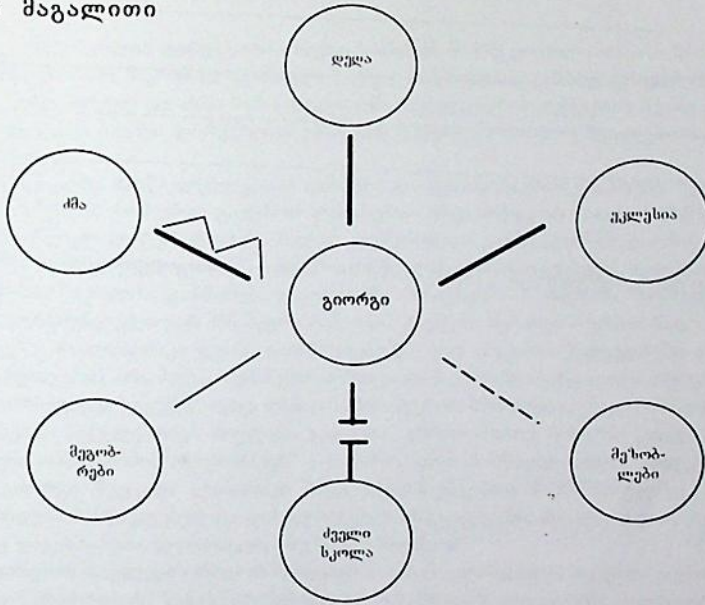 მაგალითი
დედა
ძმა
ეკლესია
გიორგი
მეგობ-
რები
მეზობ-
ლები
ძველი
სკოლა